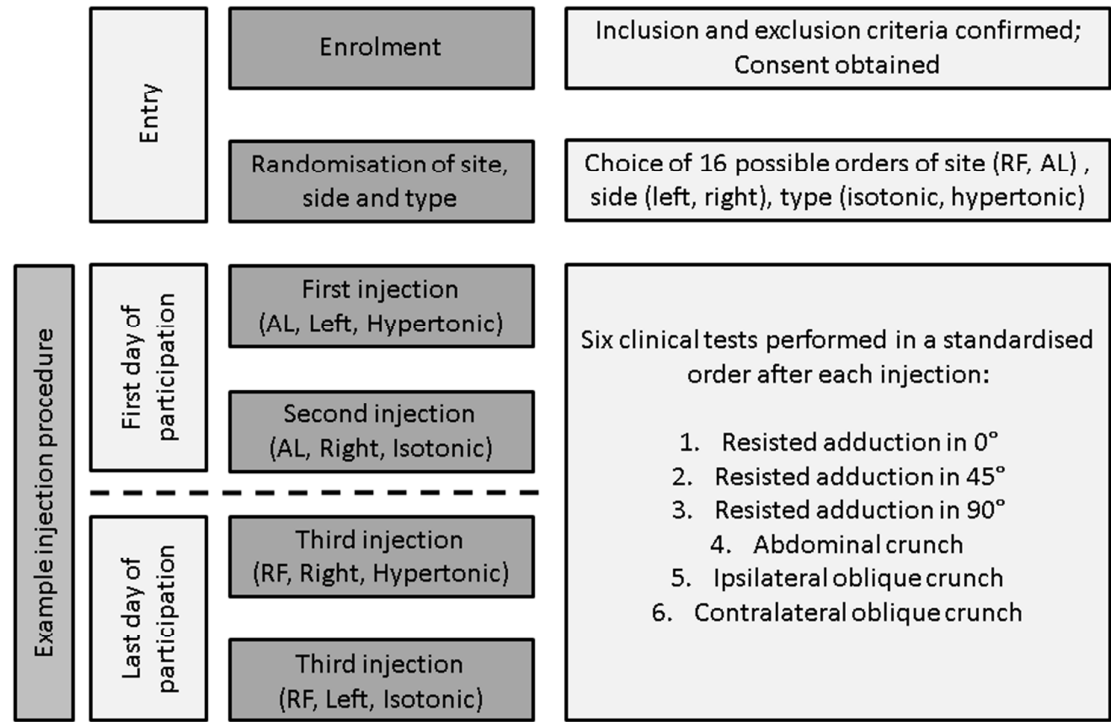 Entry
Enrolment
Inclusion and exclusion criteria confirmed;
Consent obtained
Randomisation of site,
side and type
Choice of 16 possible orders of site (RF, AL) ,
side (left, right), type (isotonic, hypertonic)
Example injection procedure
First day of
participation
First injection
(AL, Left, Hypertonic)
Second injection
(AL, Right, Isotonic)
Last day of
participation
Third injection
(RF, Right, Hypertonic)
Third injection
(RF, Left, Isotonic)
Six clinical tests performed in a standardised
order after each injection:
1. Resisted adduction in 0°
2. Resisted adduction in 45°
3. Resisted adduction in 90°
4. Abdominal crunch
5. Ipsilateral oblique crunch
6. Contralateral oblique crunch